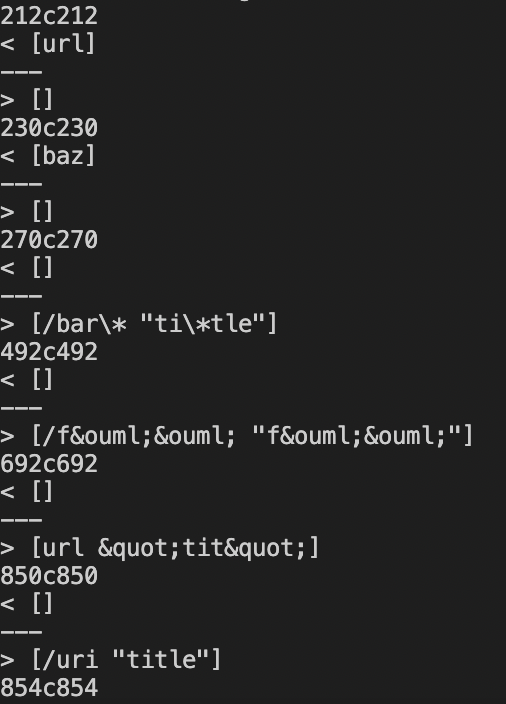 212c212
< [url]
---
> []
230c230
< [baz]
---
> []
270c270
< []
---
> [/bar\* "ti\*tle"]
492c492
< []
---
> [/f&ouml;&ouml; "f&ouml;&ouml;"]
692c692
< []
---
> [url &quot;tit&quot;]
850c850
< []
---
> [/uri "title"]
854c854